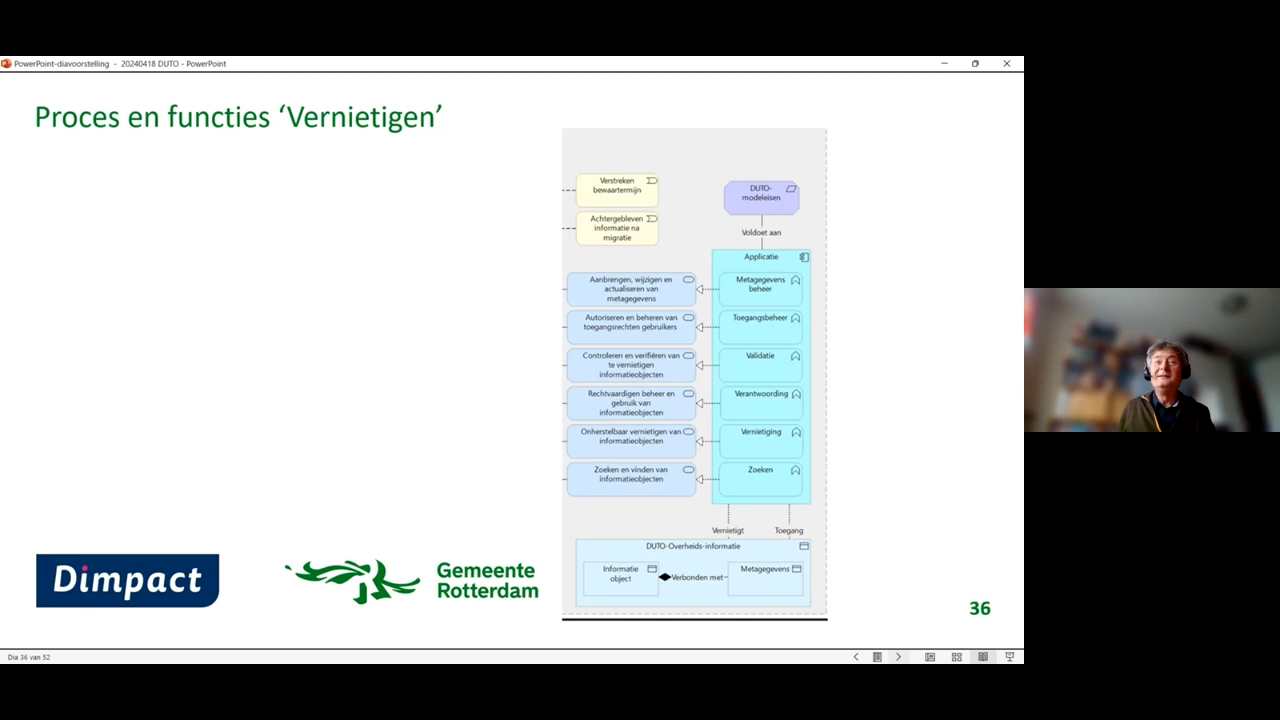 PowerPoint-diavoorstelling - 20240418 DUTO - PowerPoint
Proces en functies ‘Vernietigen’
Verstreken
bewaartermijn
Achtergebleven
informatie na
migratie
DUTO-
modeleisen
Voldoet aan
Applicatie
Aanbrengen, wijzigen en
actualiseren van
metagegevens
Metagegevens
beheer
Autoriseren en beheren van
toegangsrechten gebruikers
Toegangsbeheer
Controleren en verifiëren van
te vernietigen
informatieobjecten
Validatie
Rechtvaardigen beheer en
gebruik van
informatieobjecten
Verantwoording
Onherstelbaar vernietigen van
informatieobjecten
Vernietiging
Zoeken en vinden van
informatieobjecten
Zoeken
Vernietigt
Toegang
DUTO-Overheids-informatie
Informatie
object
Verbonden met
Metagegevens
Dimpact
Gemeente
Rotterdam
36
Dia 36 van 52